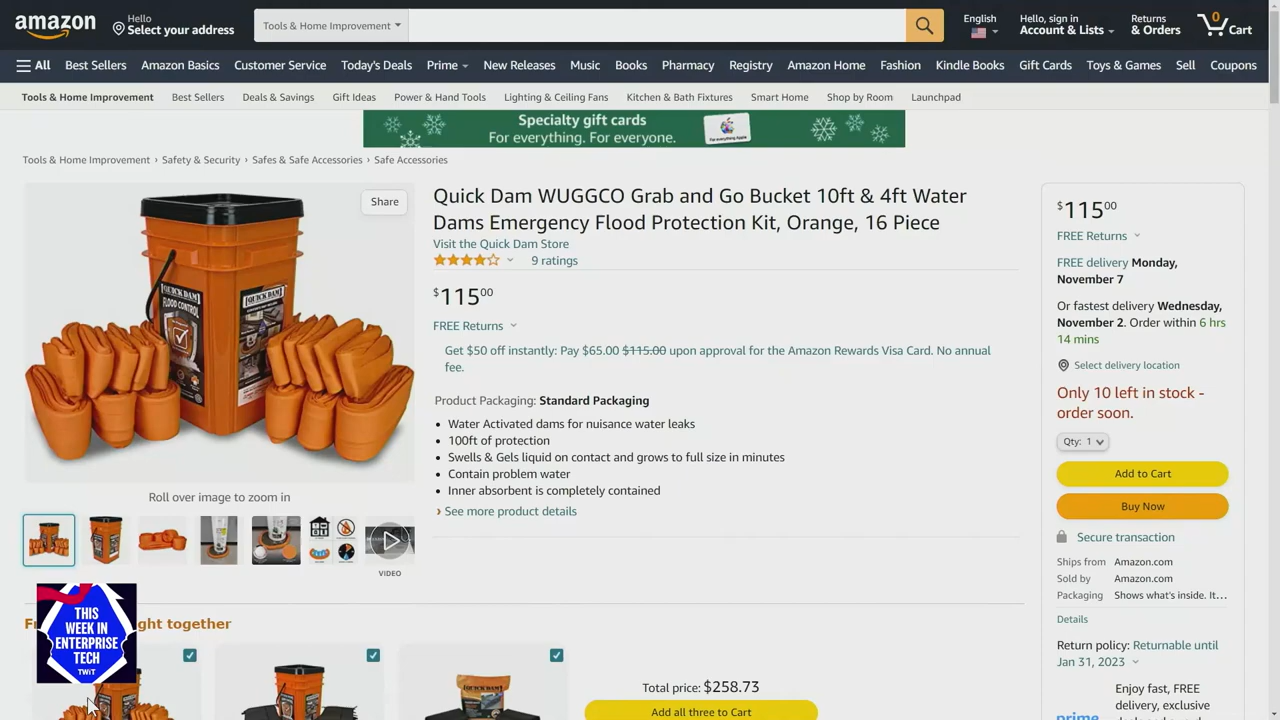 amazon
Hello
Select your address
Tools & Home Improvement
English
Hello, sign in
Account & Lists
Returns
& Orders
0
Cart
All
Best Sellers
Amazon Basics
Customer Service
Today's Deals
Prime
New Releases
Music
Books
Pharmacy
Registry
Amazon Home
Fashion
Kindle Books
Gift Cards
Toys & Games
Sell
Coupons
Tools & Home Improvement
Best Sellers
Deals & Savings
Gift Ideas
Power & Hand Tools
Lighting & Ceiling Fans
Kitchen & Bath Fixtures
Smart Home
Shop by Room
Launchpad
Specialty gift cards
For everything. For everyone.
Tools & Home Improvement › Safety & Security › Safes & Safe Accessories › Safe Accessories
Share
QUICK DAM
FLOOD CONTROL
QUICK DAM
Roll over image to zoom in
VIDEO
Quick Dam WUGGCO Grab and Go Bucket 10ft & 4ft Water
Dams Emergency Flood Protection Kit, Orange, 16 Piece
Visit the Quick Dam Store
9 ratings
$11500
FREE Returns
Get $50 off instantly: Pay $65.00 $115.00 upon approval for the Amazon Rewards Visa Card. No annual
fee.
Product Packaging: Standard Packaging
• Water Activated dams for nuisance water leaks
• 100ft of protection
• Swells & Gels liquid on contact and grows to full size in minutes
• Contain problem water
• Inner absorbent is completely contained
› See more product details
$11500
FREE Returns
FREE delivery Monday,
November 7
Or fastest delivery Wednesday,
November 2. Order within 6 hrs
14 mins
Select delivery location
Only 10 left in stock -
order soon.
Qty: 1
Add to Cart
Buy Now
Secure transaction
Ships from Amazon.com
Sold by Amazon.com
Packaging Shows what's inside. It…
Details
Return policy: Returnable until
Jan 31, 2023
Enjoy fast, FREE
delivery, exclusive
prime
ght together
THIS
WEEK IN
ENTERPRISE
TECH
TWiT
QUICK DAM
Total price: $258.73
Add all three to Cart